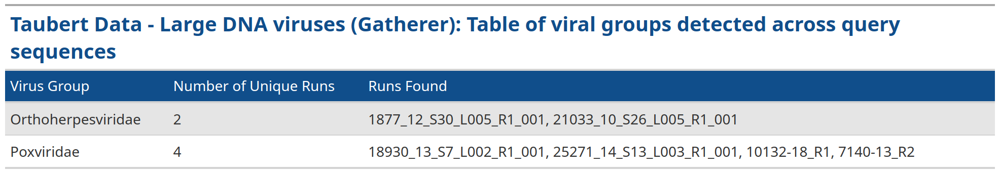 Taubert Data - Large DNA viruses (Gatherer): Table of viral groups detected across query
sequences
Virus Group Number of Unique Runs Runs Found
Orthoherpesviridae 2 1877_12_S30_L005_R1_001, 21033_10_S26_L005_R1_001
Poxviridae 4 18930_13_S7_L002_R1_001, 25271_14_S13_L003_R1_001, 10132-18_R1, 7140-13_R2